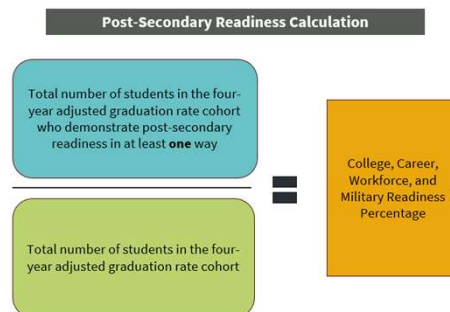 Post-Secondary Readiness Calculation
Total number of students in the four-
year adjusted graduation rate cohort
who demonstrate post-secondary
readiness in at least one way
College, Career,
Workforce, and
Military Readiness
Percentage
Total number of students in the four-
year adjusted graduation rate cohort